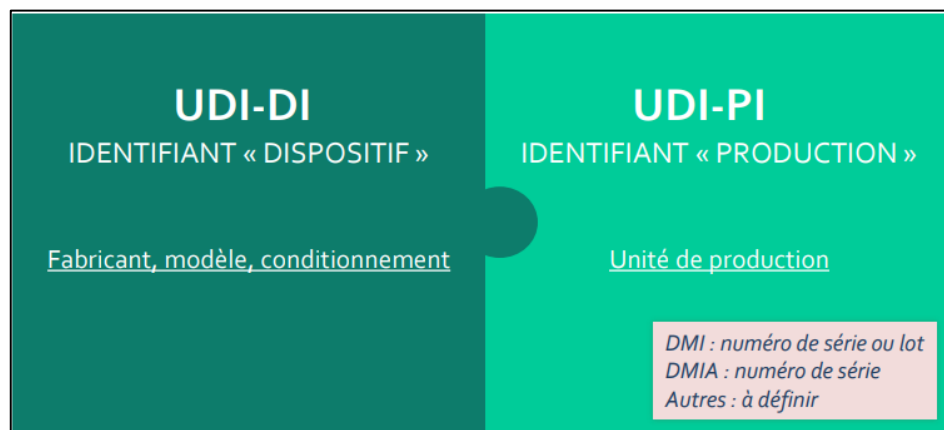 UDI-DI
IDENTIFIANT « DISPOSITIF »
Fabricant, modèle, conditionnement
UDI-PI
IDENTIFIANT « PRODUCTION »
Unité de production
DMI : numéro de série ou lot
DMIA : numéro de série
Autres : à définir